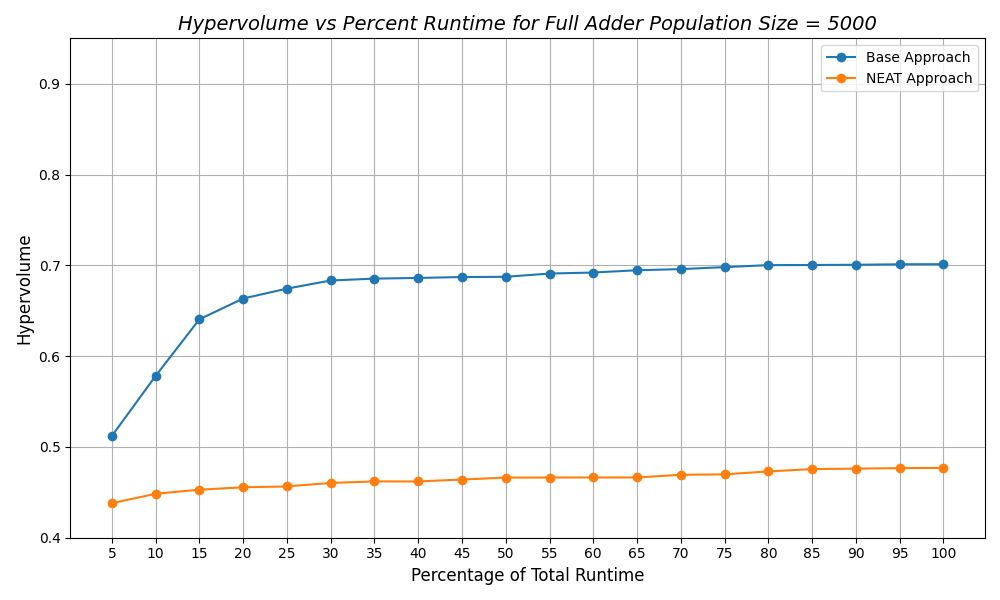 Hypervolume vs Percent Runtime for Full Adder Population Size = 5000
Base Approach
NEAT Approach
Hypervolume
0.9
0.8
0.7
0.6
0.5
0.4
5 10 15 20 25 30 35 40 45 50 55 60 65 70 75 80 85 90 95 100
Percentage of Total Runtime